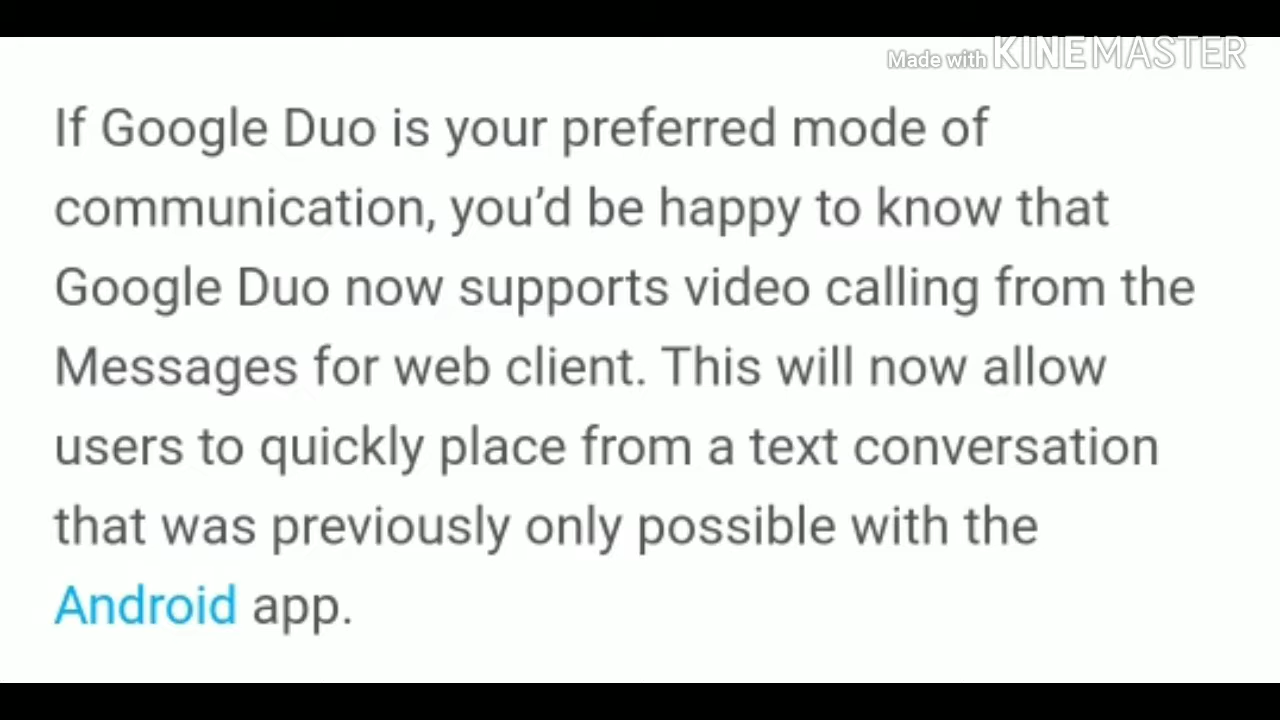 Made with KINEMASTER
If Google Duo is your preferred mode of
communication, you’d be happy to know that
Google Duo now supports video calling from the
Messages for web client. This will now allow
users to quickly place from a text conversation
that was previously only possible with the
Android app.